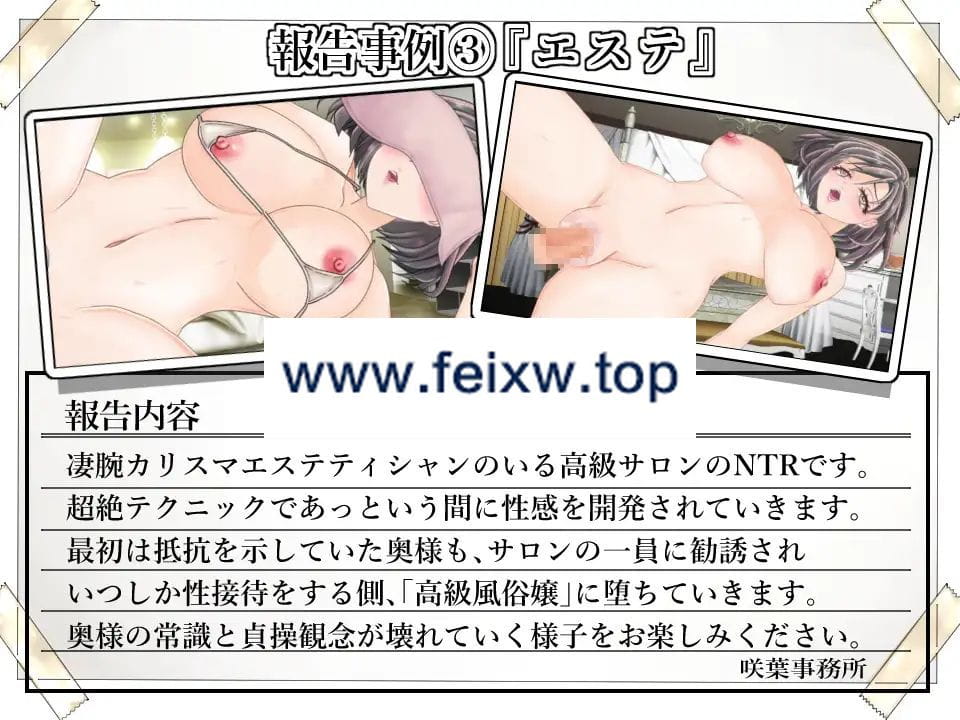 報告事例③『エステ』
www.feixw.top
報告内容
凄腕カリスマエステティシャンのいる高級サロンのNTRです。
超絶テクニックであっという間に性感を開発されていきます。
最初は抵抗を示していた奥様も、サロンの一員に勧誘され
いつしか性接待をする側、「高級風俗嬢」に堕ちていきます。
奥様の常識と貞操観念が壊れていく様子をお楽しみください。
咲葉事務所